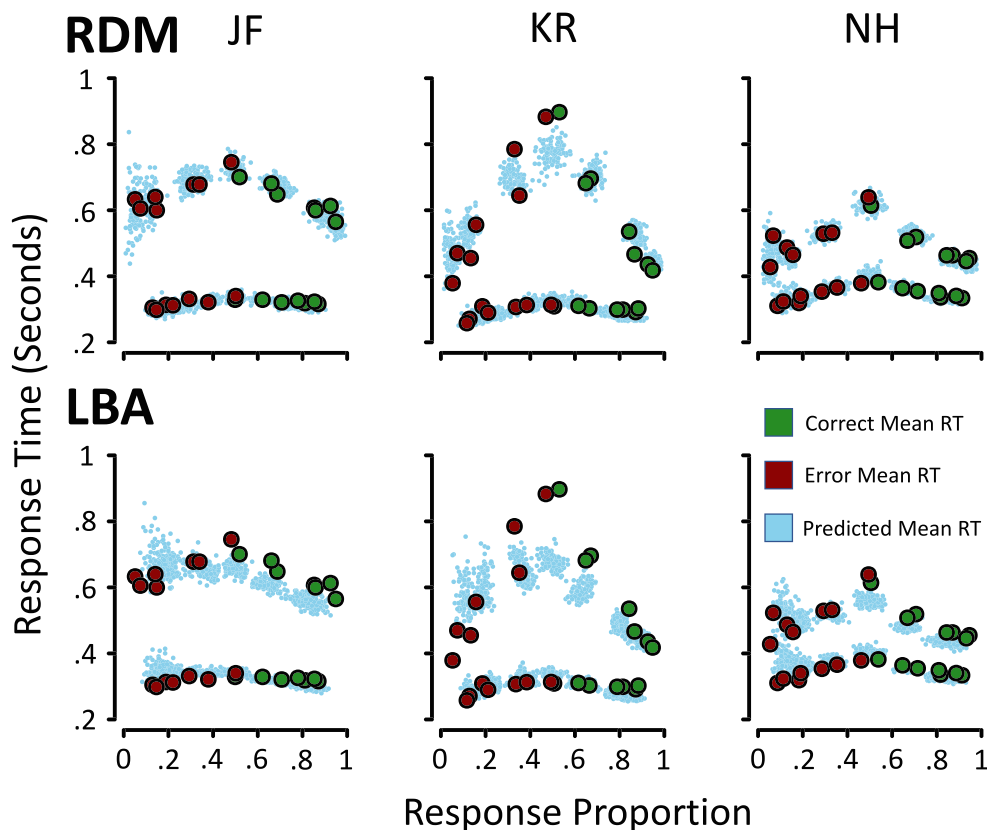 RDM JF KR NH
1
.8
.6
.4
.2
LBA
Correct Mean RT
Error Mean RT
Predicted Mean RT
1
.8
.6
.4
.2
0 .2 .4 .6 .8 1 0 .2 .4 .6 .8 1 0 .2 .4 .6 .8 1
Response Time (Seconds)
Response Proportion